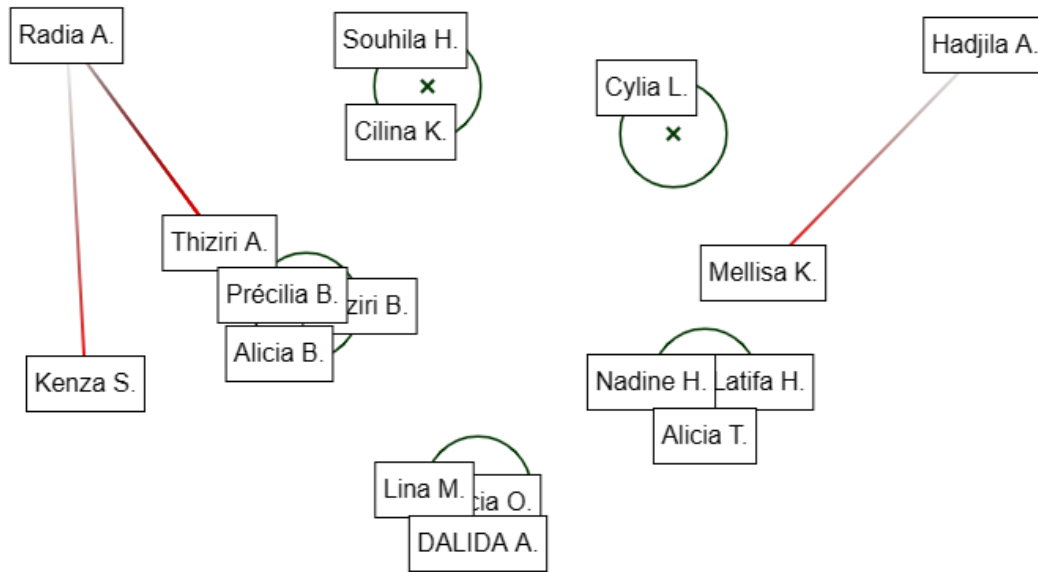 Radia A.
Souhila H.
Hadjila A.
Cylia L.
Cilina K.
Thiziri A.
Mellisa K.
Précilia B.
B.
Alicia B.
Kenza S.
Nadine H.
Latifa H.
Alicia T.
Lina M.
O.
DALIDA A.